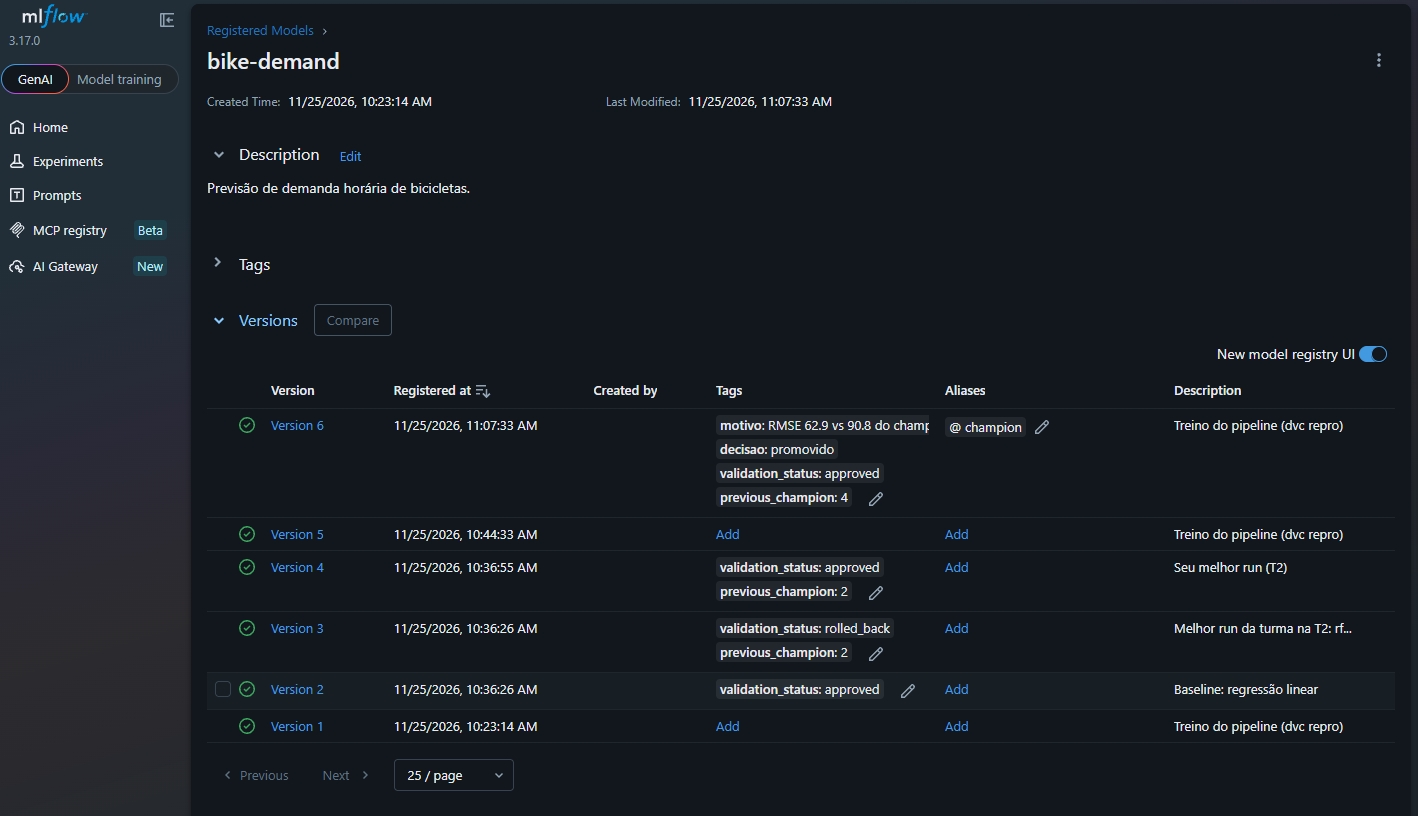 mlflow
3.17.0
GenAI Model training
Home
Experiments
Prompts
MCP registry Beta
AI Gateway New
Registered Models
bike-demand
Created Time: 11/25/2026, 10:23:14 AM Last Modified: 11/25/2026, 11:07:33 AM
Description Edit
Previsão de demanda horária de bicicletas.
Tags
Versions Compare
New model registry UI
Version Registered at Created by Tags Aliases Description
Version 6 11/25/2026, 11:07:33 AM motivo: RMSE 62.9 vs 90.8 do champ @ champion Treino do pipeline (dvc repro)
decisao: promovido
validation_status: approved
previous_champion: 4
Version 5 11/25/2026, 10:44:33 AM Add Add Treino do pipeline (dvc repro)
Version 4 11/25/2026, 10:36:55 AM validation_status: approved Add Seu melhor run (T2)
previous_champion: 2
Version 3 11/25/2026, 10:36:26 AM validation_status: rolled_back Add Melhor run da turma na T2: rf...
previous_champion: 2
Version 2 11/25/2026, 10:36:26 AM validation_status: approved Add Baseline: regressão linear
Version 1 11/25/2026, 10:23:14 AM Add Add Treino do pipeline (dvc repro)
Previous Next 25 / page